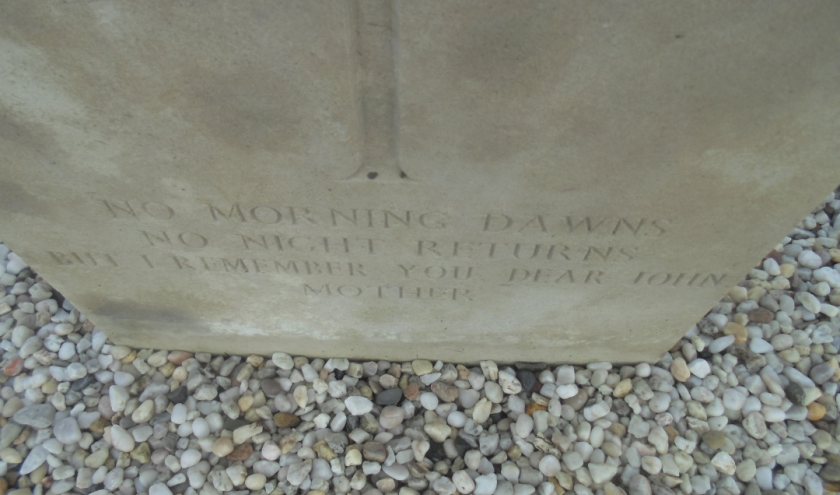 NO MORNING DAWNS
NO NIGHT RETURNS
BUT I REMEMBER YOU DEAR JOHN.
MOTHER